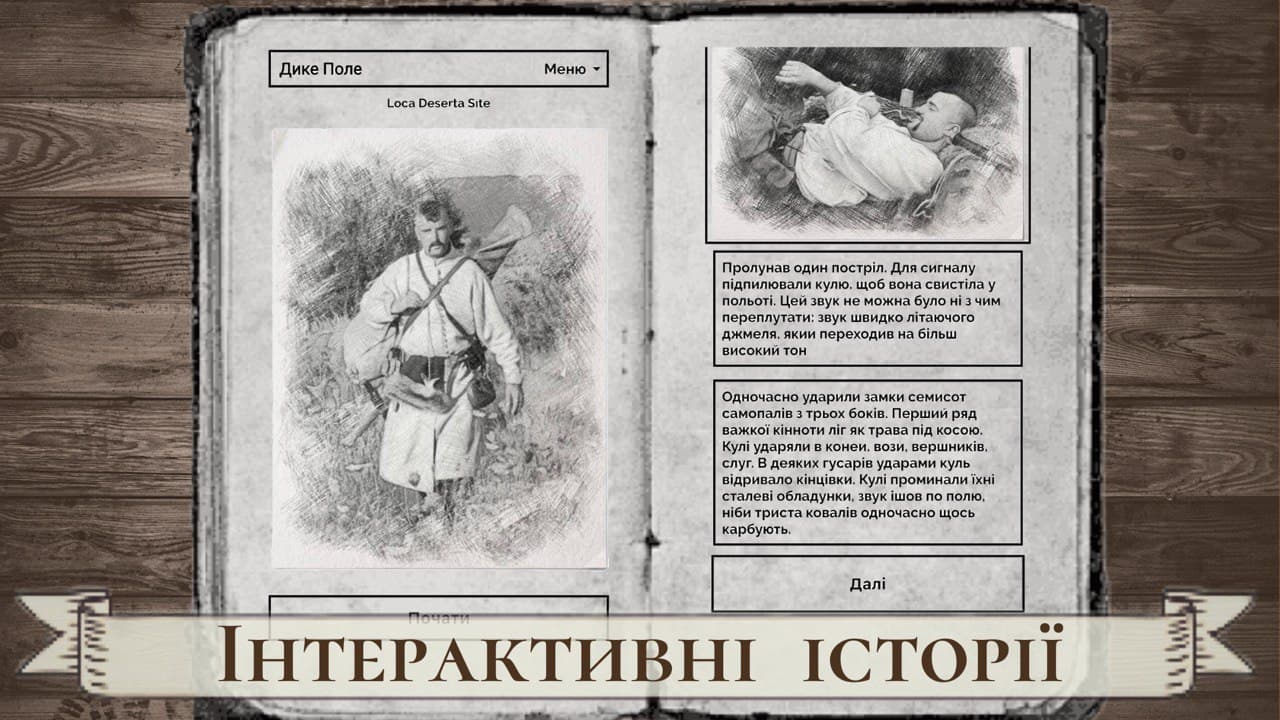 Дике Поле
Меню
Loca Deserta Site
Почати
Пролунав один постріл. Для сигналу
підпилювали кулю, щоб вона свистіла у
польоті. Цей звук не можна було ні з чим
переплутати: звук швидко літаючого
джмеля, якии переходив на більш
високий тон
Одночасно ударили замки семисот
самопалів з трьох боків. Перший ряд
важкої кінноти ліг як трава під косою.
Кулі ударяли в конеи, вози, вершників,
слуг. В деяких гусарів ударами куль
відривало кінцівки. Кулі проминали їхні
сталеві обладунки, звук ішов по полю,
ніби триста ковалів одночасно щось
карбують.
Далі
Інтерактивні історії